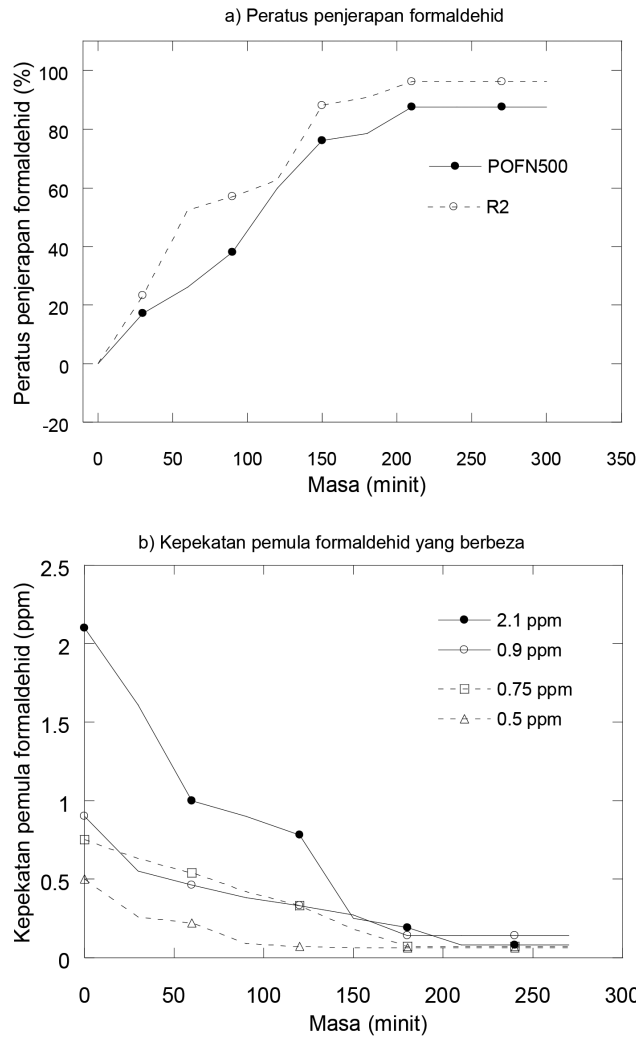 a) Peratus penjerapan formaldehid
Peratus penjerapan formaldehid (%)
100
80
60
40
20
0
-20
POFN500
R2
0 50 100 150 200 250 300 350
Masa (minit)
b) Kepekatan pemula formaldehid yang berbeza
Kepekatan pemula formaldehid (ppm)
2.5
2
1.5
1
0.5
0
2.1 ppm
0.9 ppm
0.75 ppm
0.5 ppm
0 50 100 150 200 250 300
Masa (minit)